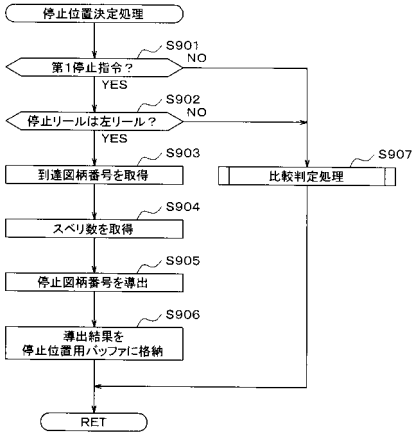 停止位置決定処理
S901
第1停止指令？
NO
YES
S902
停止リールは左リール？
NO
YES
S903
到達図柄番号を取得
S907
比較判定処理
S904
スベリ数を取得
S905
停止図柄番号を導出
S906
導出結果を
停止位置用バッファに格納
RET